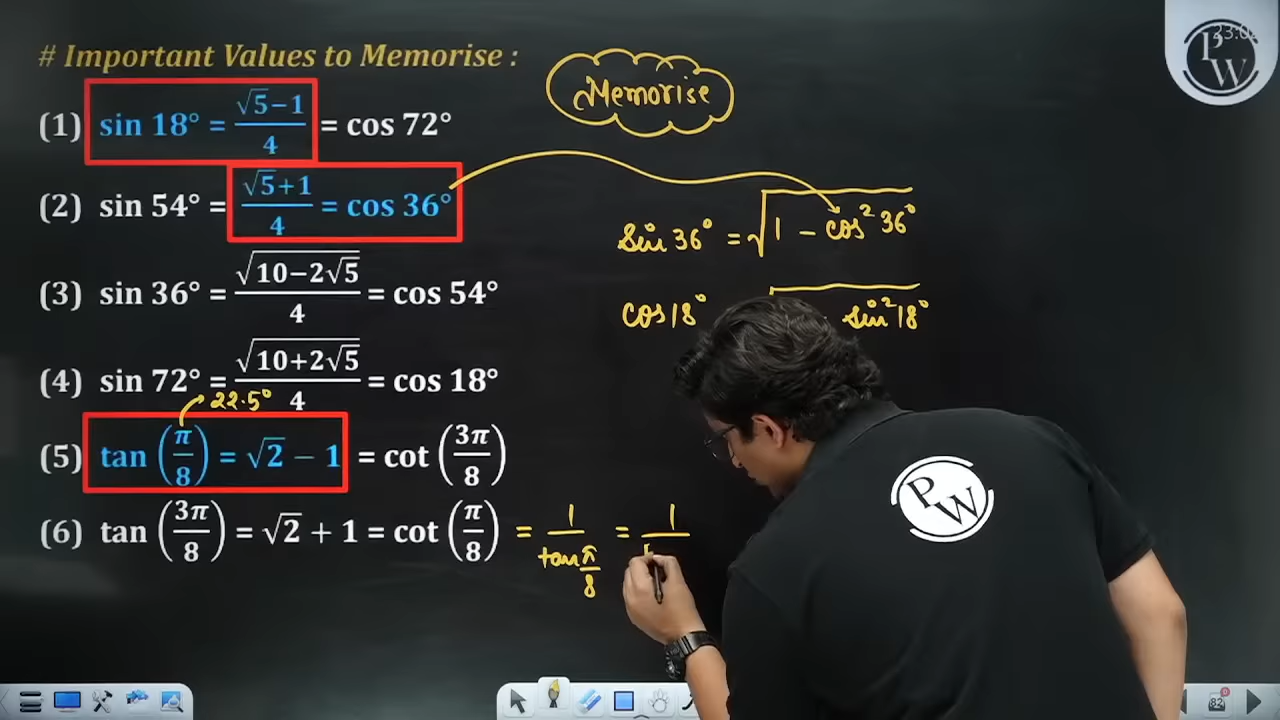 # Important Values to Memorise :
Memorise
(1) sin 18° = (√5−1)/4 = cos 72°
(2) sin 54° = (√5+1)/4 = cos 36°
sin 36° = √(1 − cos² 36°)
(3) sin 36° = √(10−2√5)/4 = cos 54°
cos 18° sin² 18°
(4) sin 72° = √(10+2√5)/4 = cos 18°
22.5°
(5) tan (π/8) = √2 − 1 = cot (3π/8)
(6) tan (3π/8) = √2 + 1 = cot (π/8) = 1/tan π/8 = 1/
PW
PW
82